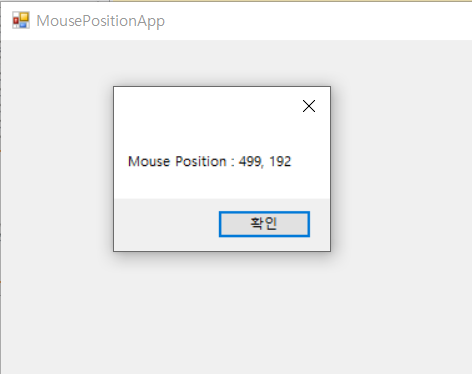 MousePositionApp
Mouse Position : 499, 192
확인